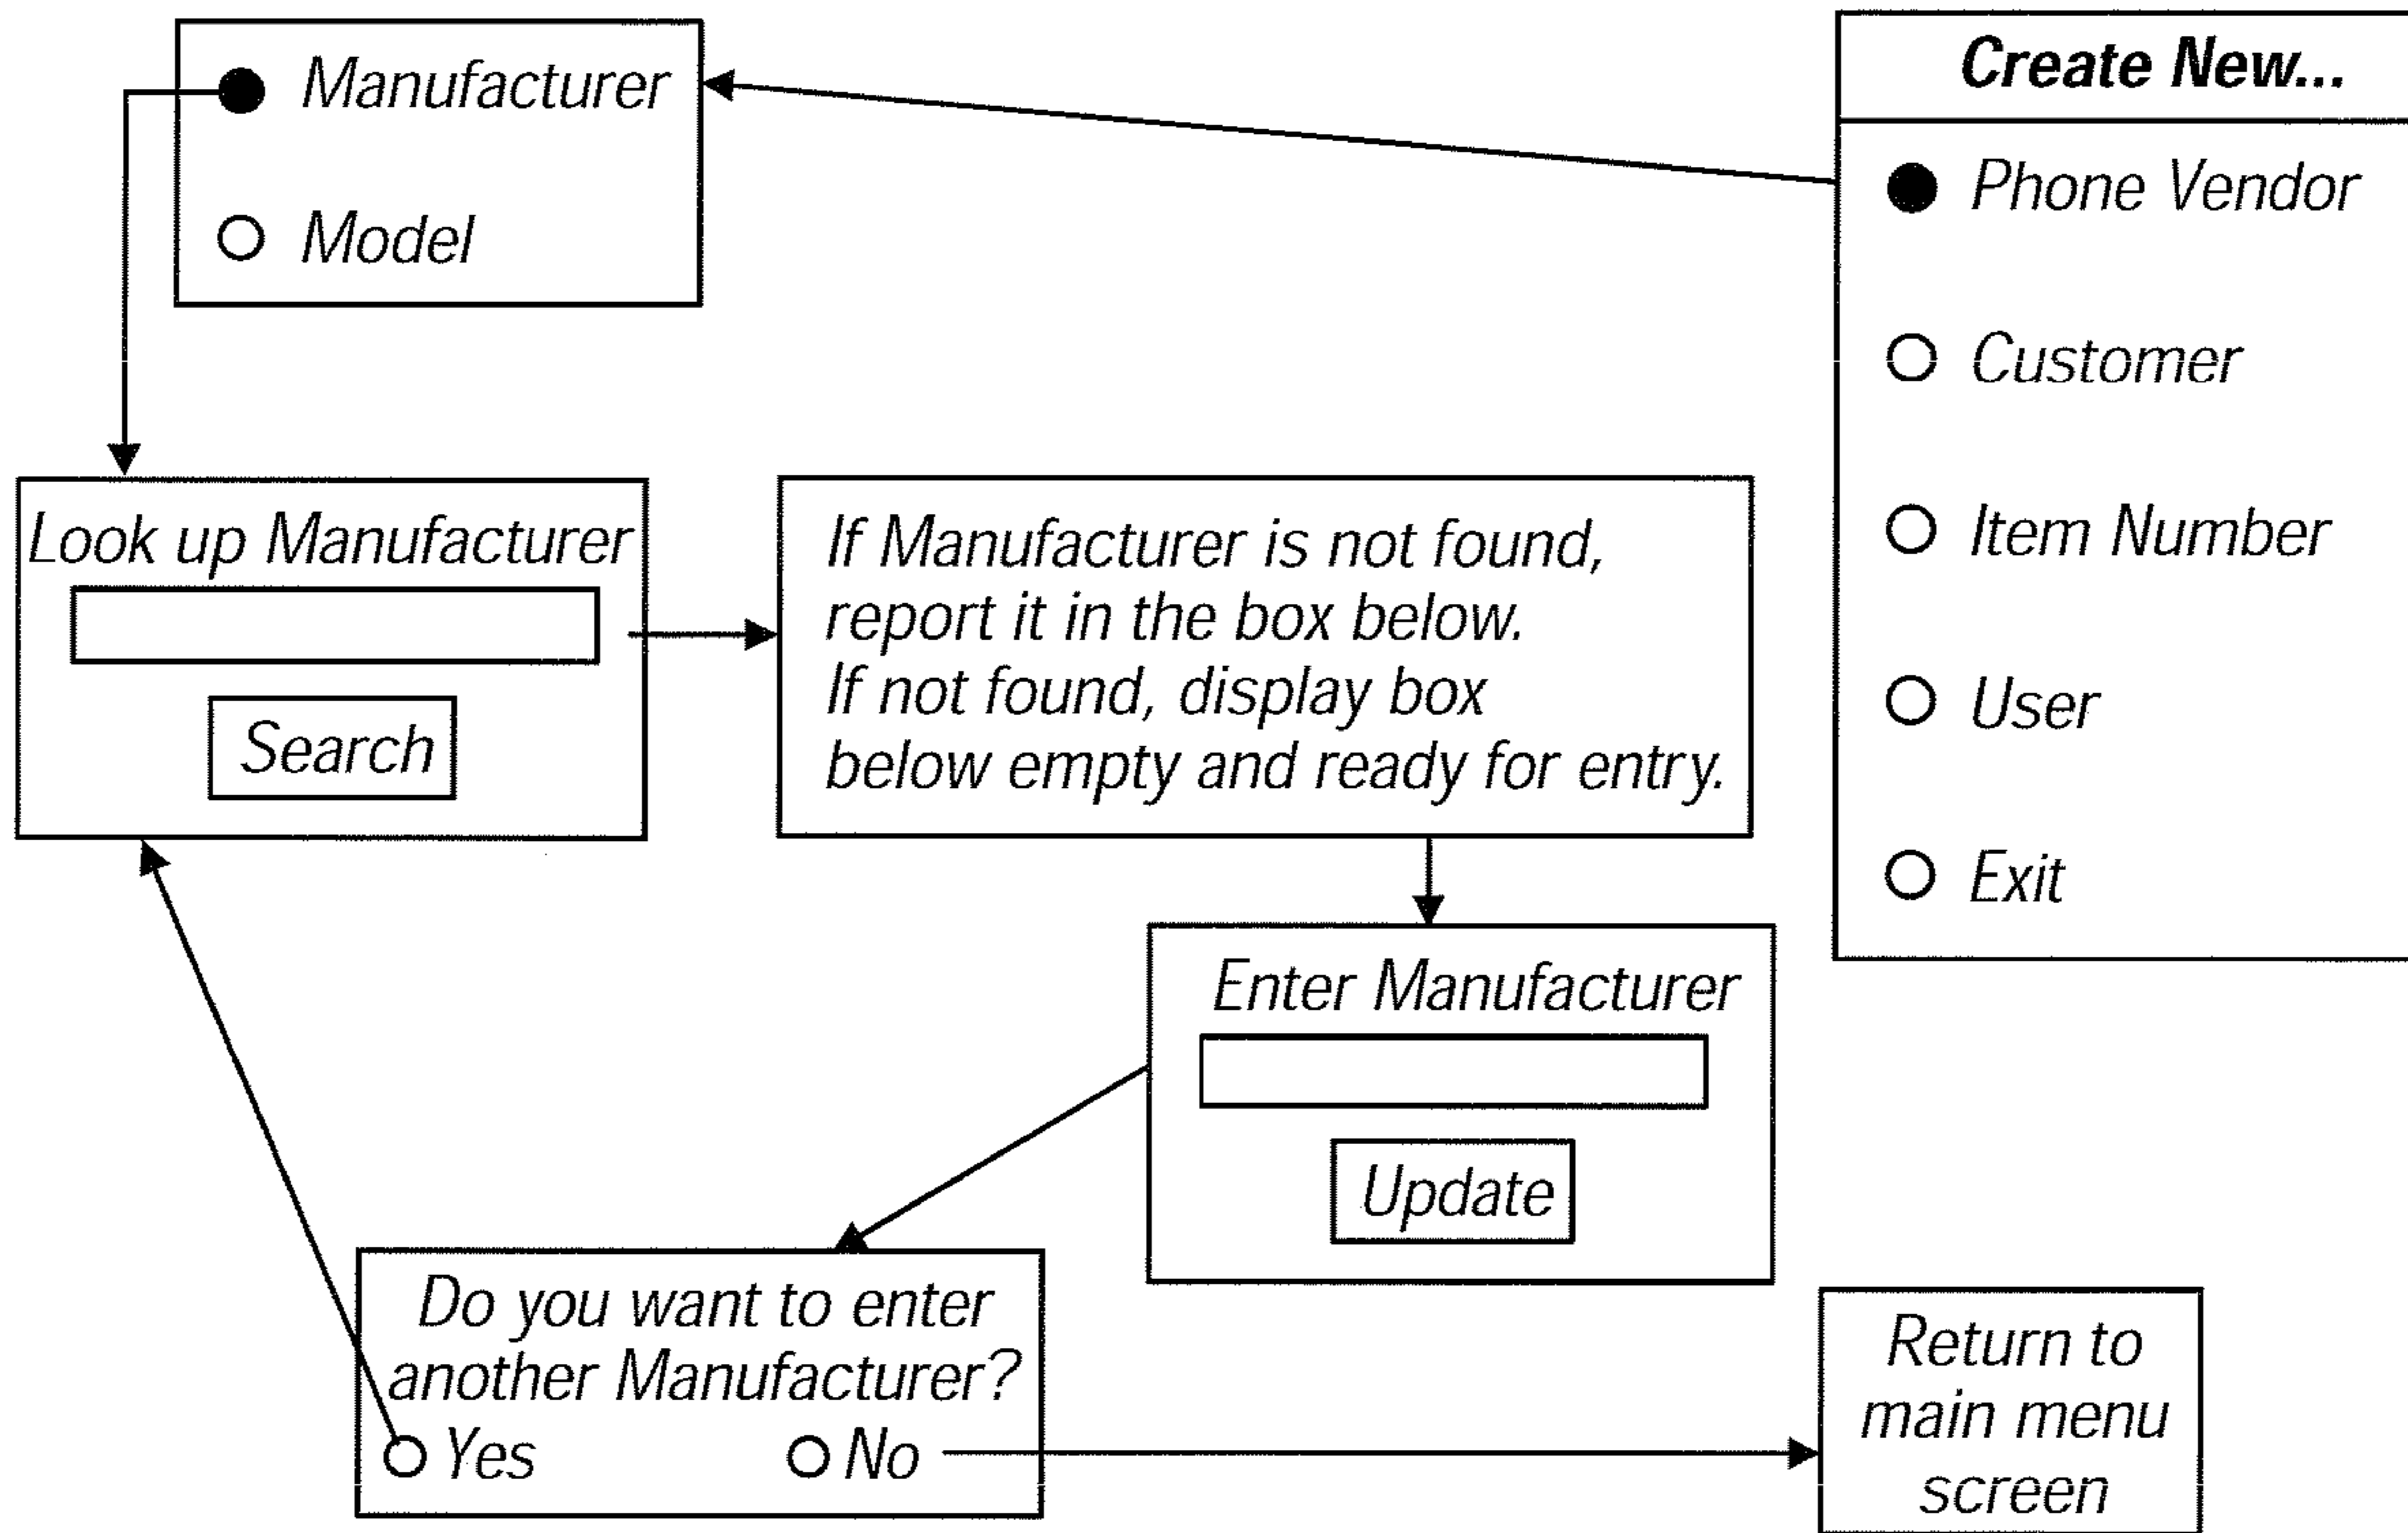 Manufacturer
Model
Create New...
Phone Vendor
Customer
Item Number
User
Exit
Look up Manufacturer
Search
If Manufacturer is not found,
report it in the box below.
If not found, display box
below empty and ready for entry.
Enter Manufacturer
Update
Do you want to enter
another Manufacturer?
Yes No
Return to
main menu
screen